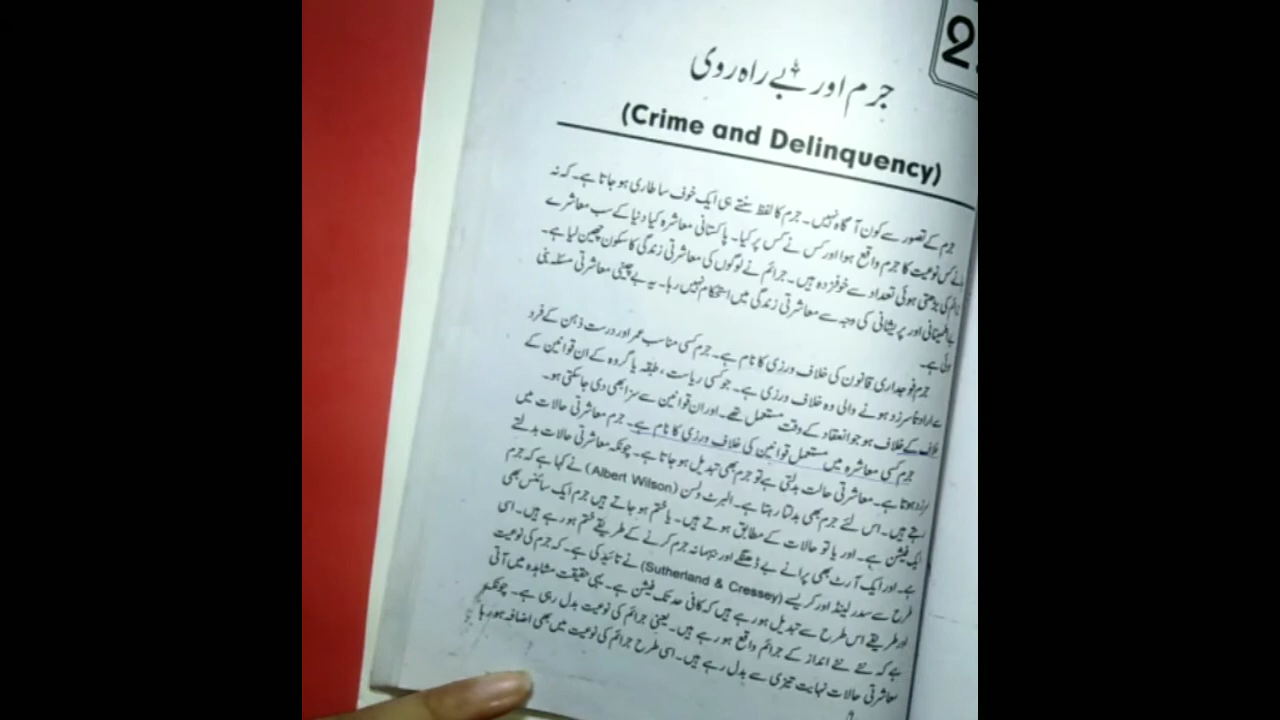 2
جرم اور بے راہ روی
(Crime and Delinquency)
جرم کے تصور سے کون آگاہ نہیں۔ جرم کا لفظ سنتے ہی ایک خوف سا طاری ہو جاتا ہے۔ کہ نہ
نے کس نوعیت کا جرم واقع ہوا اور کس نے کس پر کیا۔ پاکستانی معاشرہ کیا دنیا کے سب معاشرے
کی بڑھتی ہوئی تعداد سے خوفزدہ ہیں۔ جرائم نے لوگوں کی معاشرتی زندگی کا سکون چھین لیا ہے۔
بے اطمینانی اور پریشانی کی وجہ سے معاشرتی زندگی میں استحکام نہیں رہا۔ یہ بے چینی معاشرتی مسئلہ بنی
ہوئی ہے۔
جرم فوجداری قانون کی خلاف ورزی کا نام ہے۔ جرم کسی مناسب عمر اور درست ذہن کے فرد
سے ارادتاً سرزد ہونے والی وہ خلاف ورزی ہے۔ جو کسی ریاست، طبقہ یا گروہ کے ان قوانین کے
خلاف کے خلاف ہو جو انعقاد کے وقت مستعمل تھے۔ اور ان قوانین سے سزا بھی دی جا سکتی ہو۔
جرم کسی معاشرہ میں مستعمل قوانین کی خلاف ورزی کا نام ہے۔ جرم معاشرتی حالات میں
سرزد ہوتا ہے۔ معاشرتی حالت بدلتی ہے تو جرم بھی تبدیل ہو جاتا ہے۔ چونکہ معاشرتی حالات بدلتے
رہتے ہیں۔ اس لئے جرم بھی بدلتا رہتا ہے۔ البرٹ ولسن (Albert Wilson) نے کہا ہے کہ جرم
ایک فیشن ہے۔ اور یا تو حالات کے مطابق ہوتے ہیں۔ یا ختم ہو جاتے ہیں جرم ایک سائنس بھی
ہے۔ اور ایک آرٹ بھی پرانے بے ڈھنگے اور جرم کرنے کے طریقے ختم ہو رہے ہیں۔ اسی
طرح سے سدر لینڈ اور کریسے (Sutherland & Cressey) نے تائید کی ہے۔ کہ جرم کی نوعیت
اور طریقے اس طرح سے تبدیل ہو رہے ہیں کہ کافی حد تک فیشن ہے۔ یہی حقیقت مشاہدہ میں آتی
ہے کہ نئے نئے انداز کے جرائم واقع ہو رہے ہیں۔ یعنی جرائم کی نوعیت بدل رہی ہے۔ چونکہ
معاشرتی حالات نہایت تیزی سے بدل رہے ہیں۔ اسی طرح جرائم کی نوعیت میں بھی اضافہ ہو رہا